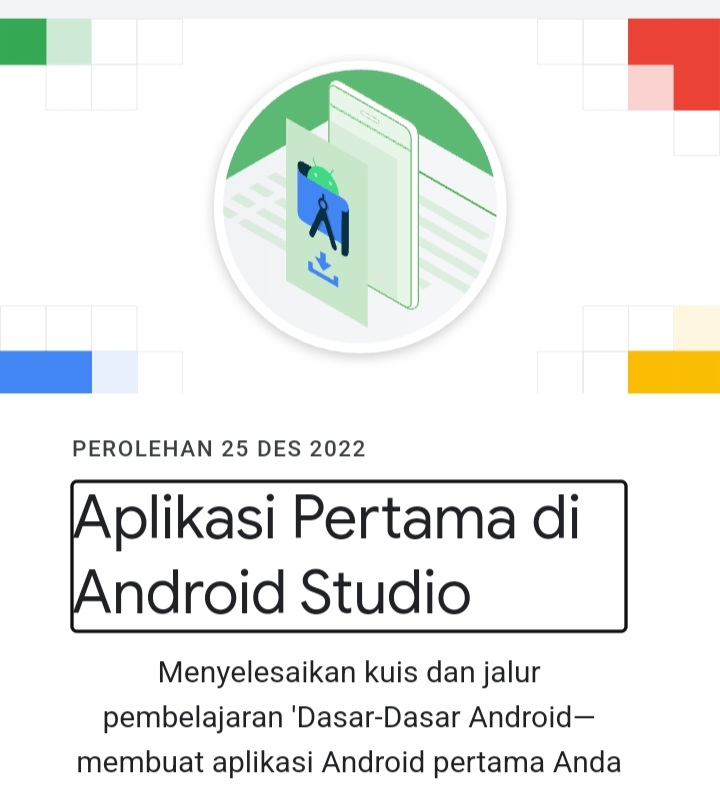 PEROLEHAN 25 DES 2022
Aplikasi Pertama di
Android Studio
Menyelesaikan kuis dan jalur
pembelajaran 'Dasar-Dasar Android—
membuat aplikasi Android pertama Anda